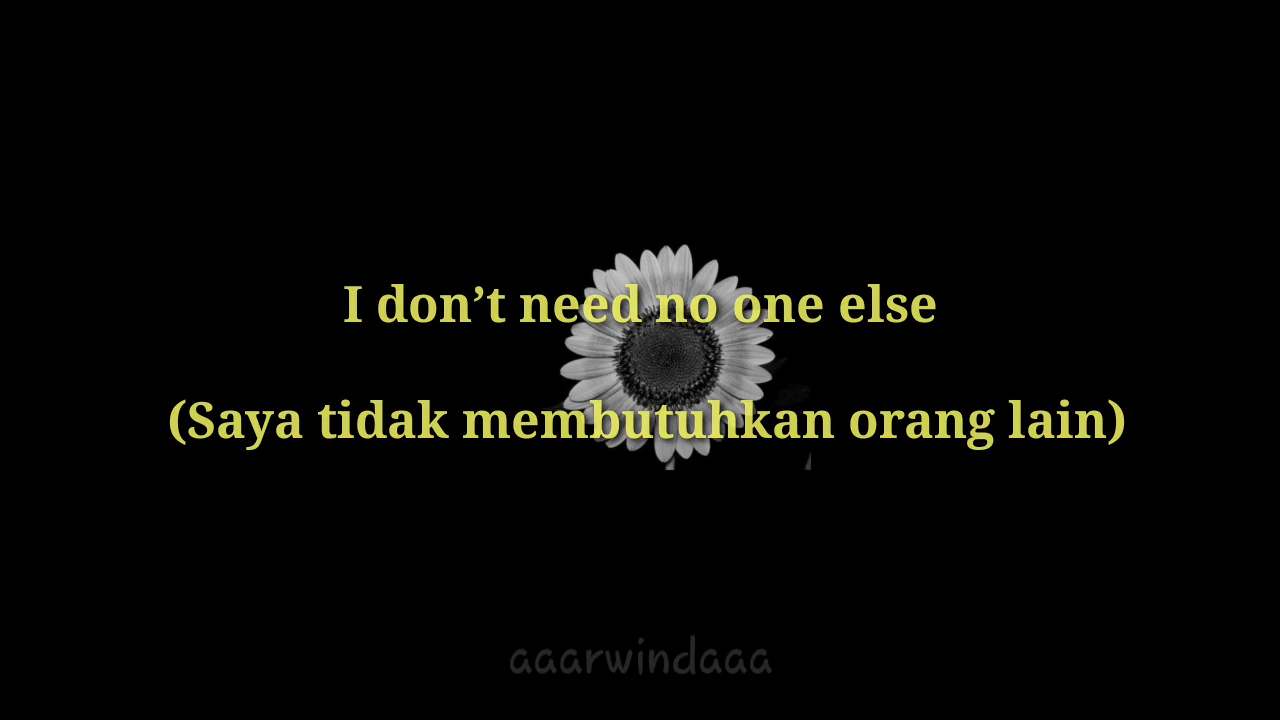 I don’t need no one else
(Saya tidak membutuhkan orang lain)
aaarwindaaa